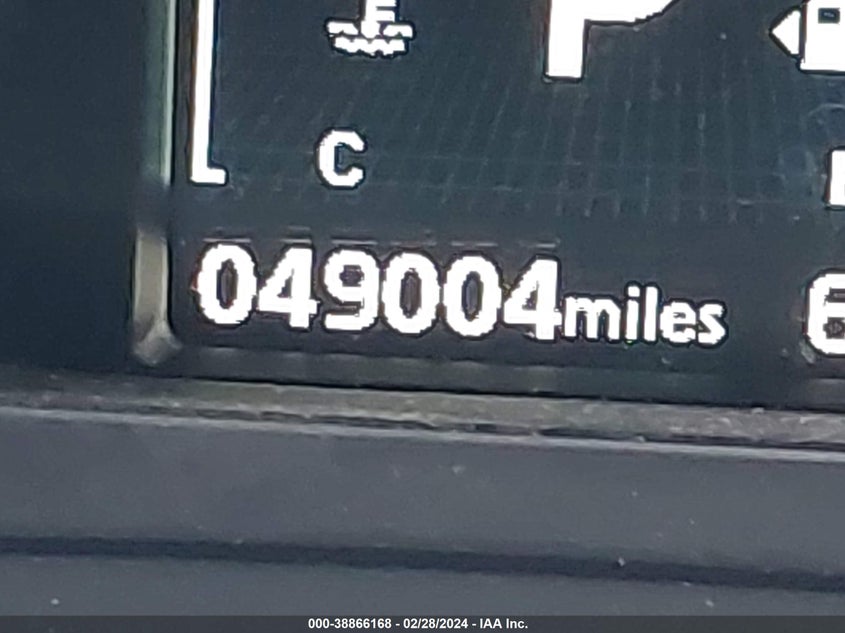 P
C
049004miles
000-38866168 - 02/28/2024 - IAA Inc.